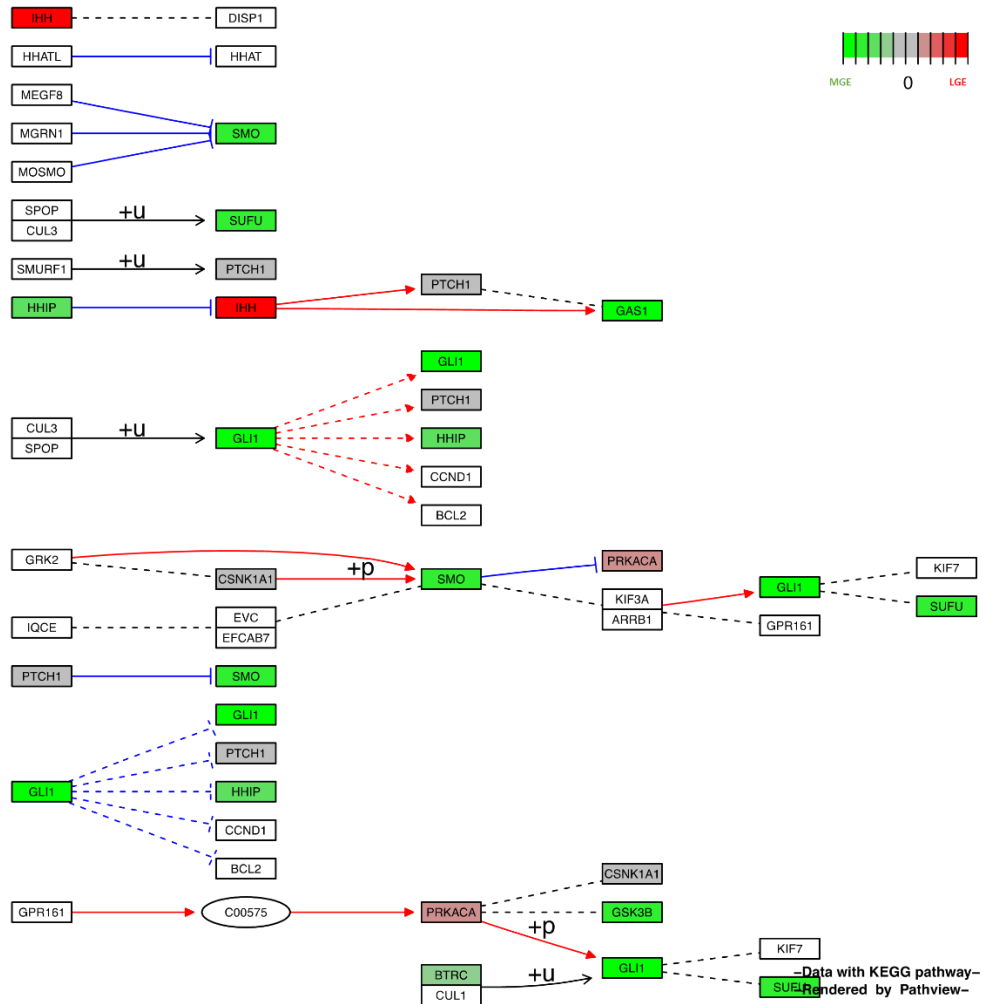 IHH DISP1
HHATL HHAT
MGE 0 LGE
MEGF8
MGRN1 SMO
MOSMO
SPOP +u SUFU
CUL3
SMURF1 +u PTCH1
PTCH1
HHIP IHH GAS1
GLI1
PTCH1
CUL3 +u GLI1 HHIP
SPOP
CCND1
BCL2
GRK2 PRKACA
KIF7
CSNK1A1 +p SMO GLI1
KIF3A SUFU
IQCE EVC ARRB1 GPR161
EFCAB7
PTCH1 SMO
GLI1
PTCH1
GLI1 HHIP
CCND1
BCL2
CSNK1A1
GPR161 C00575 PRKACA GSK3B
+p
KIF7
BTRC +u GLI1
CUL1 SUFU
-Data with KEGG pathway-
-Rendered by Pathview-